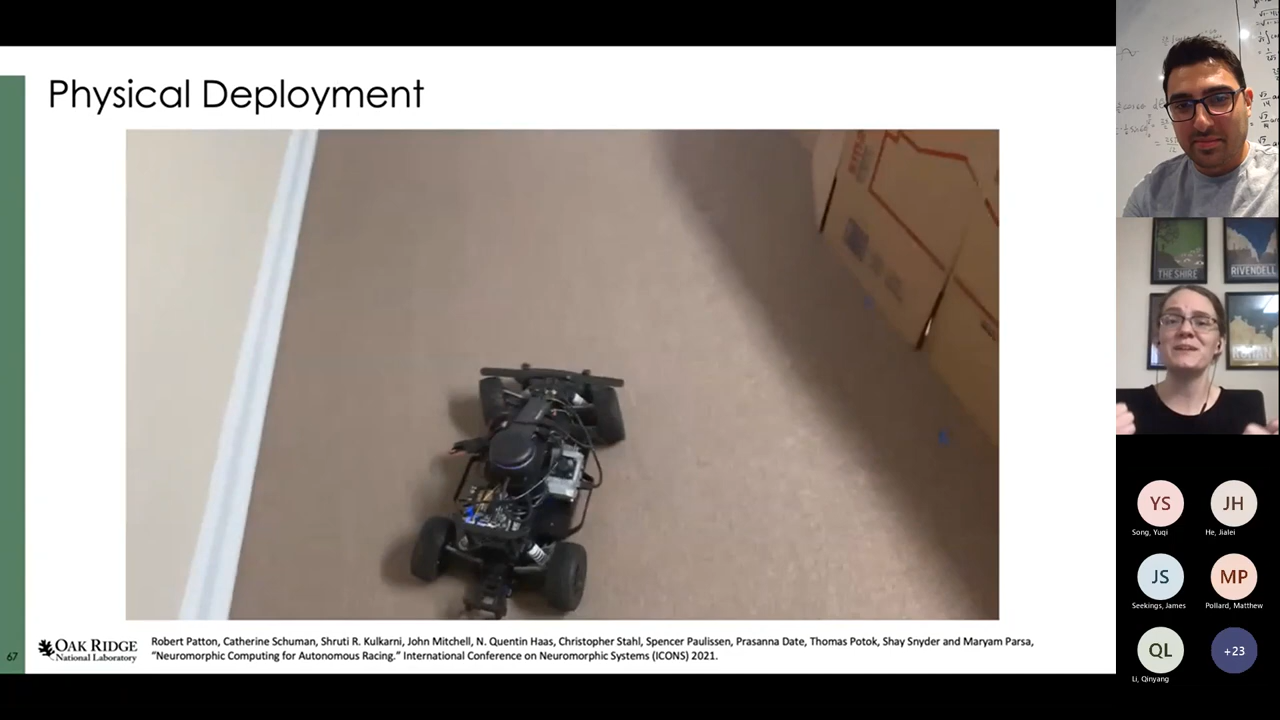 Physical Deployment
67
OAK RIDGE
National Laboratory
Robert Patton, Catherine Schuman, Shruti R. Kulkarni, John Mitchell, N. Quentin Haas, Christopher Stahl, Spencer Paulissen, Prasanna Date, Thomas Potok, Shay Snyder and Maryam Parsa,
"Neuromorphic Computing for Autonomous Racing." International Conference on Neuromorphic Systems (ICONS) 2021.
THE SHIRE
RIVENDELL
YS
JH
Song, Yuqi
He, Jialei
JS
MP
Seekings, James
Pollard, Matthew
QL
+23
Li, Qinyang